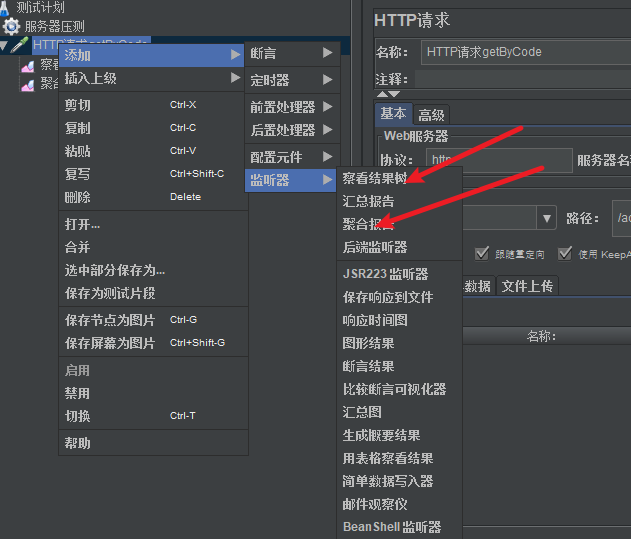 测试计划
服务器压测
HTTP请求getByCode
察看
聚合
添加
插入上级
剪切 Ctrl-X
复制 Ctrl-C
粘贴 Ctrl-V
复写 Ctrl+Shift-C
删除 Delete
打开...
合并
选中部分保存为...
保存为测试片段
保存节点为图片 Ctrl-G
保存屏幕为图片 Ctrl+Shift-G
启用
禁用
切换 Ctrl-T
帮助
断言
定时器
前置处理器
后置处理器
配置元件
监听器
察看结果树
汇总报告
聚合报告
后端监听器
JSR223 监听器
保存响应到文件
响应时间图
图形结果
断言结果
比较断言可视化器
汇总图
生成概要结果
用表格察看结果
简单数据写入器
邮件观察仪
BeanShell 监听器
HTTP请求
名称: HTTP请求getByCode
注释:
基本 高级
Web服务器
协议: http 服务器名
路径: /a
跟随重定向 使用 KeepA
数据 文件上传
名称: